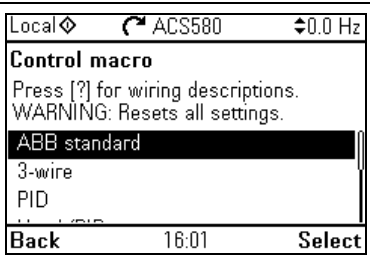 Local ACS580 0.0 Hz
Control macro
Press [?] for wiring descriptions.
WARNING: Resets all settings.
ABB standard
3-wire
PID
Back 16:01 Select